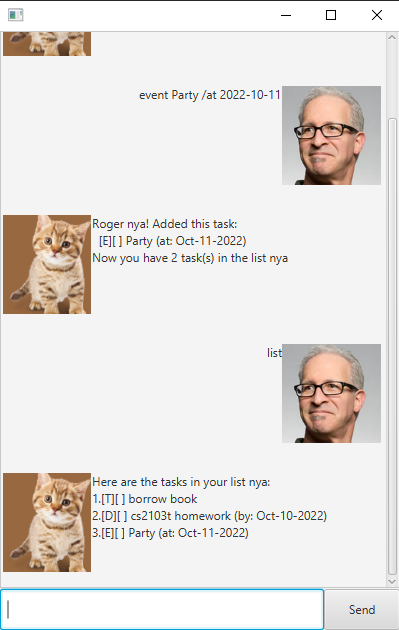 event Party /at 2022-10-11
Roger nya! Added this task:
[E][ ] Party (at: Oct-11-2022)
Now you have 2 task(s) in the list nya
list
Here are the tasks in your list nya:
1.[T][ ] borrow book
2.[D][ ] cs2103t homework (by: Oct-10-2022)
3.[E][ ] Party (at: Oct-11-2022)
Send